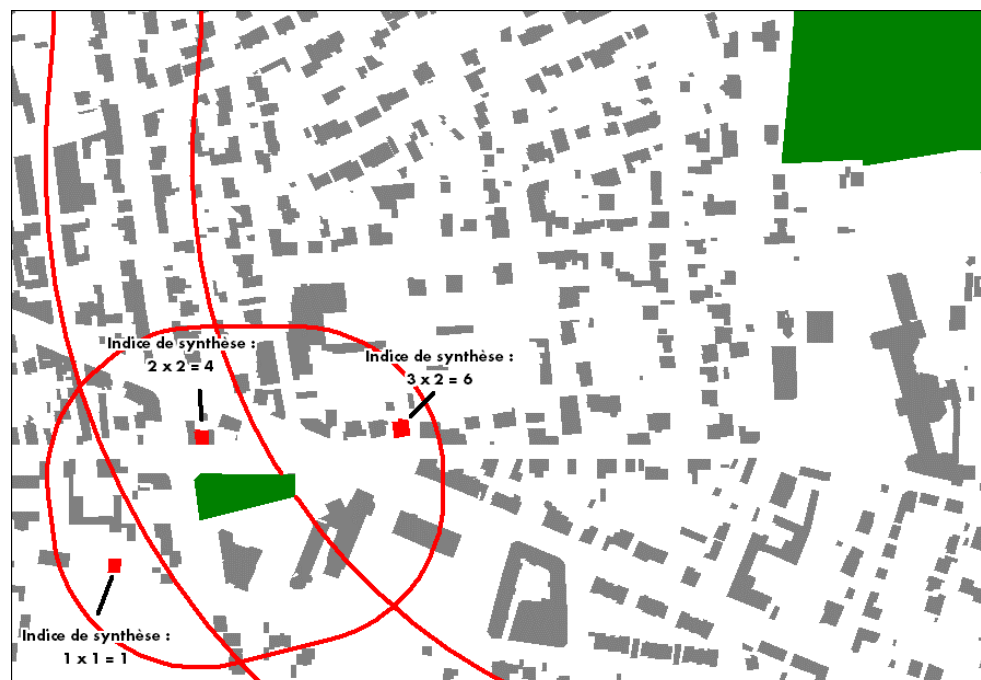 Indice de synthèse :
2 x 2 = 4
Indice de synthèse :
3 x 2 = 6
Indice de synthèse :
1 x 1 = 1